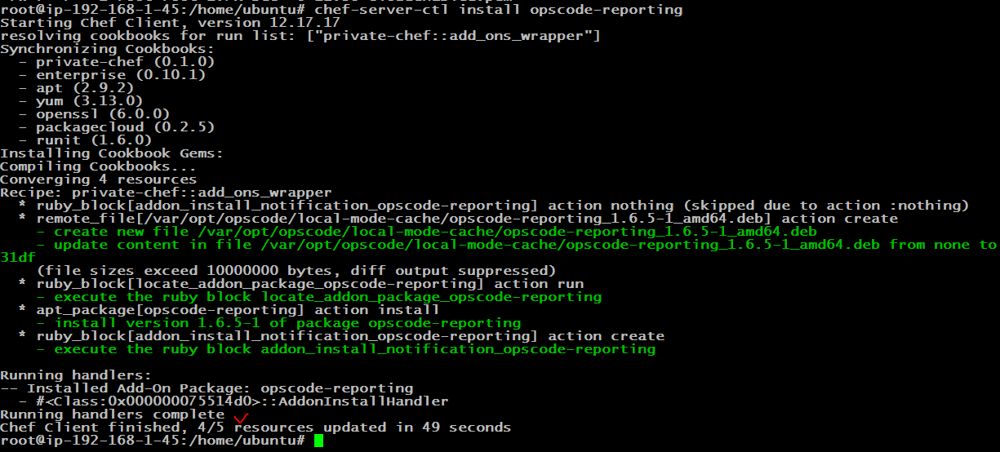 root@ip-192-168-1-45:/home/ubuntu# chef-server-ctl install opscode-reporting
Starting Chef Client, version 12.17.17
resolving cookbooks for run list: ["private-chef::add_ons_wrapper"]
Synchronizing Cookbooks:
  - private-chef (0.1.0)
  - enterprise (0.10.1)
  - apt (2.9.2)
  - yum (3.13.0)
  - openssl (6.0.0)
  - packagecloud (0.2.5)
  - runit (1.6.0)
Installing Cookbook Gems:
Compiling Cookbooks...
Converging 4 resources
Recipe: private-chef::add_ons_wrapper
  * ruby_block[addon_install_notification_opscode-reporting] action nothing (skipped due to action :nothing)
  * remote_file[/var/opt/opscode/local-mode-cache/opscode-reporting_1.6.5-1_amd64.deb] action create
    - create new file /var/opt/opscode/local-mode-cache/opscode-reporting_1.6.5-1_amd64.deb
    - update content in file /var/opt/opscode/local-mode-cache/opscode-reporting_1.6.5-1_amd64.deb from none to
31df
    (file sizes exceed 10000000 bytes, diff output suppressed)
  * ruby_block[locate_addon_package_opscode-reporting] action run
    - execute the ruby block locate_addon_package_opscode-reporting
  * apt_package[opscode-reporting] action install
    - install version 1.6.5-1 of package opscode-reporting
  * ruby_block[addon_install_notification_opscode-reporting] action create
    - execute the ruby block addon_install_notification_opscode-reporting
Running handlers:
-- Installed Add-On Package: opscode-reporting
  - #<Class:0x000000075514d0>::AddonInstallHandler
Running handlers complete
Chef Client finished, 4/5 resources updated in 49 seconds
root@ip-192-168-1-45:/home/ubuntu#